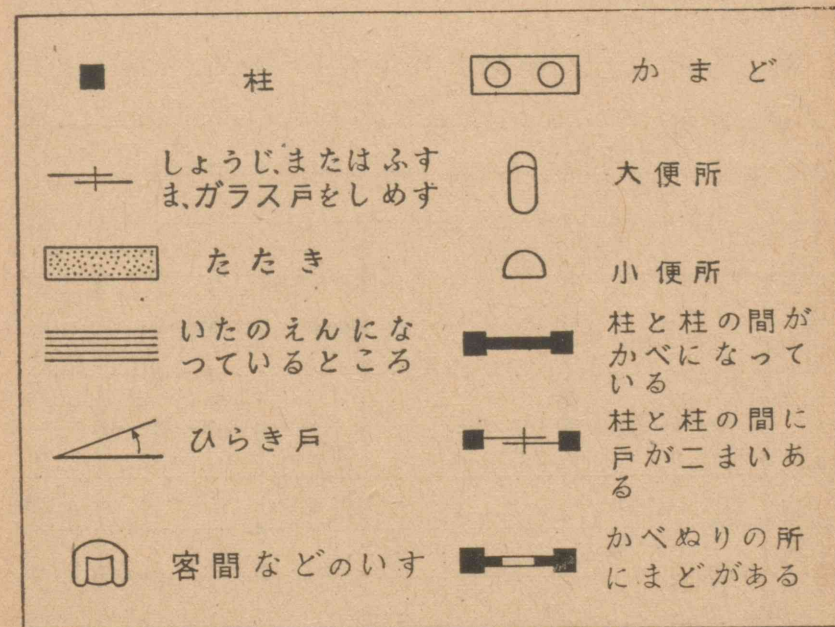 柱
しょうじ、または ふす
ま、ガラス戸をしめず
たたき
いたのえんにな
っているところ
ひらき戸
客間などのいす
かまど
大便所
小便所
柱と柱の間が
かべになって
いる
柱と柱の間に
戸が二まいあ
る
かべぬりの所
にまどがある